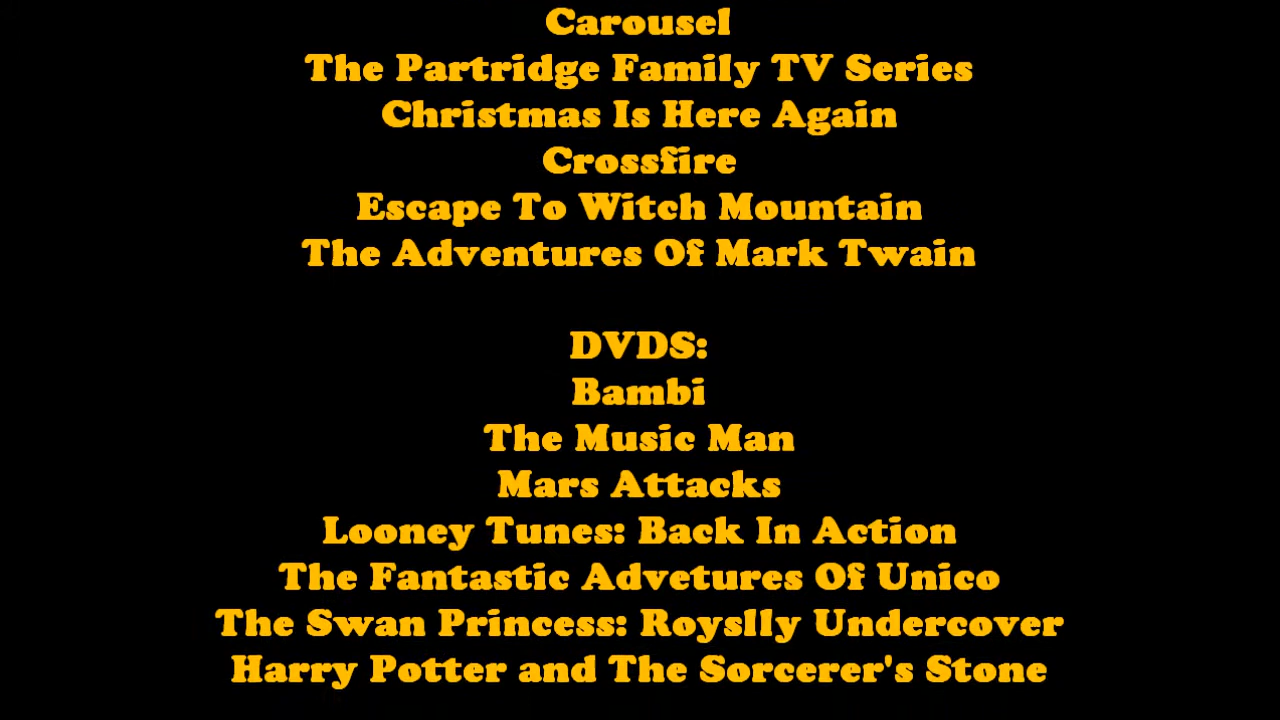 Carousel
The Partridge Family TV Series
Christmas Is Here Again
Crossfire
Escape To Witch Mountain
The Adventures Of Mark Twain
DVDS:
Bambi
The Music Man
Mars Attacks
Looney Tunes: Back In Action
The Fantastic Advetures Of Unico
The Swan Princess: Royslly Undercover
Harry Potter and The Sorcerer's Stone